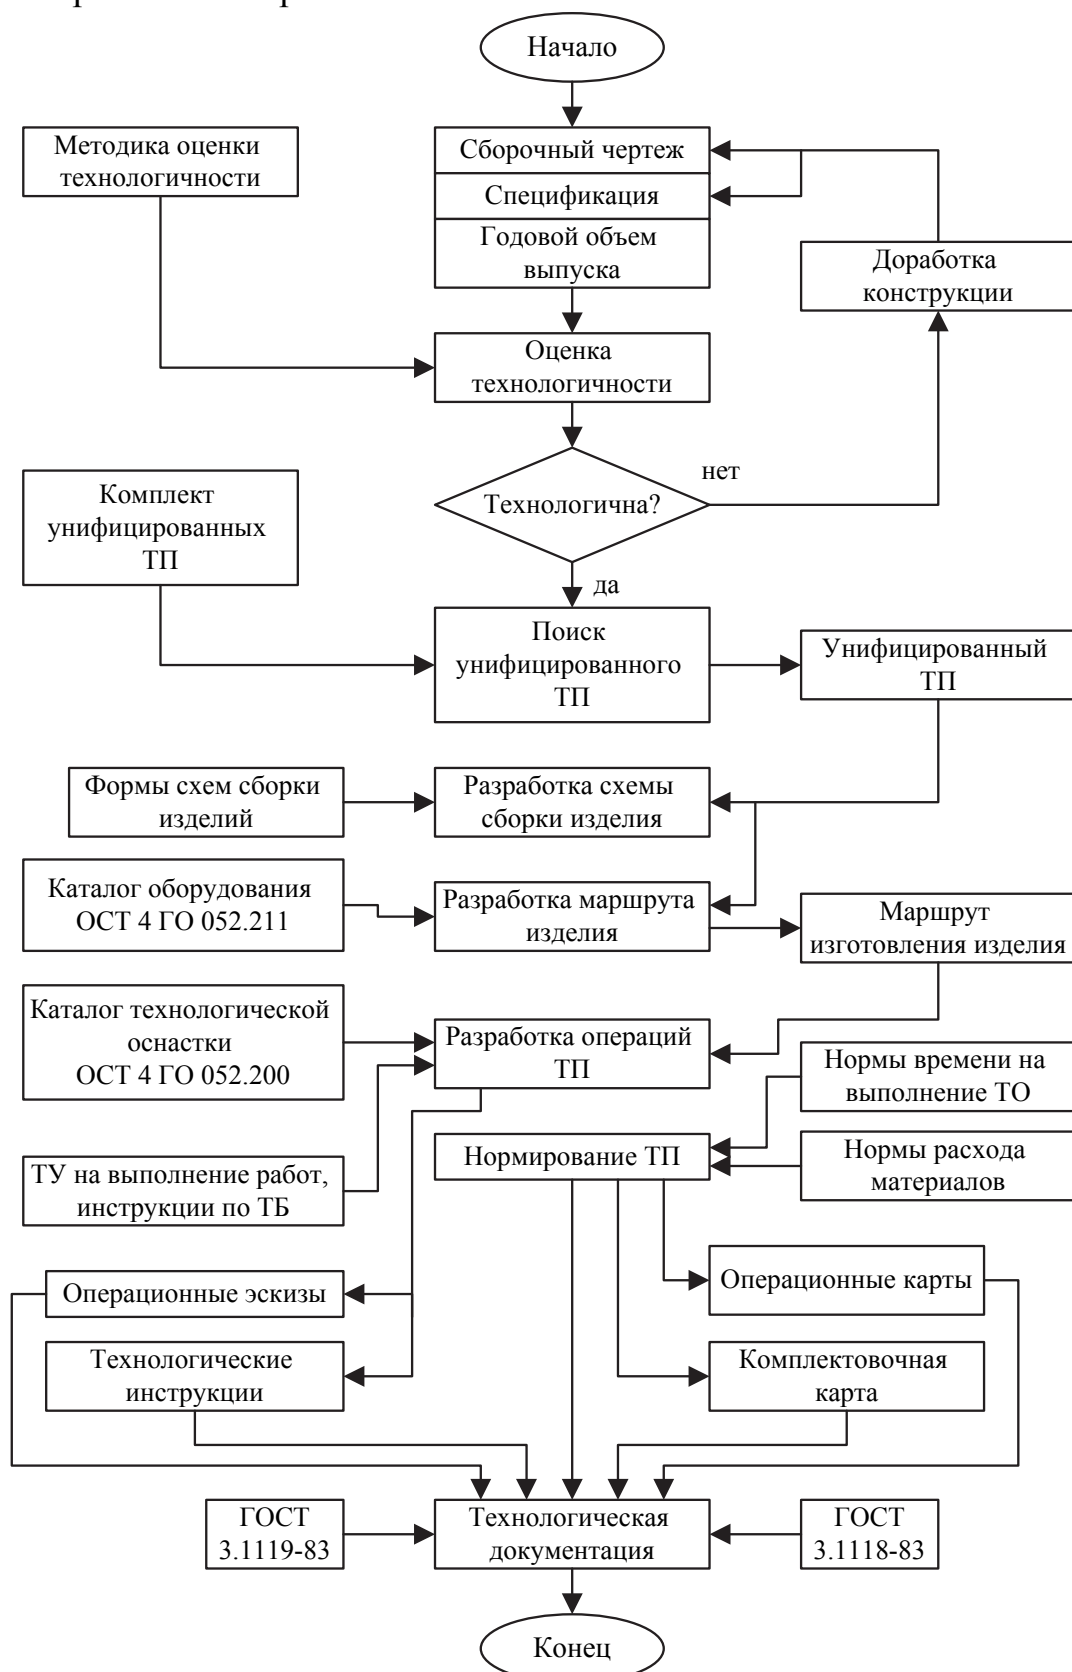 Начало
Методика оценки
технологичности
Сборочный чертеж
Спецификация
Годовой объем
выпуска
Доработка
конструкции
Оценка
технологичности
Технологична?
нет
да
Комплект
унифицированных
ТП
Поиск
унифицированного
ТП
Унифицированный
ТП
Формы схем сборки
изделий
Разработка схемы
сборки изделия
Каталог оборудования
ОСТ 4 ГО 052.211
Разработка маршрута
изделия
Маршрут
изготовления изделия
Каталог технологической
оснастки
ОСТ 4 ГО 052.200
Разработка операций
ТП
Нормы времени на
выполнение ТО
ТУ на выполнение работ,
инструкции по ТБ
Нормирование ТП
Нормы расхода
материалов
Операционные эскизы
Операционные карты
Технологические
инструкции
Комплектовочная
карта
ГОСТ
3.1119-83
Технологическая
документация
ГОСТ
3.1118-83
Конец